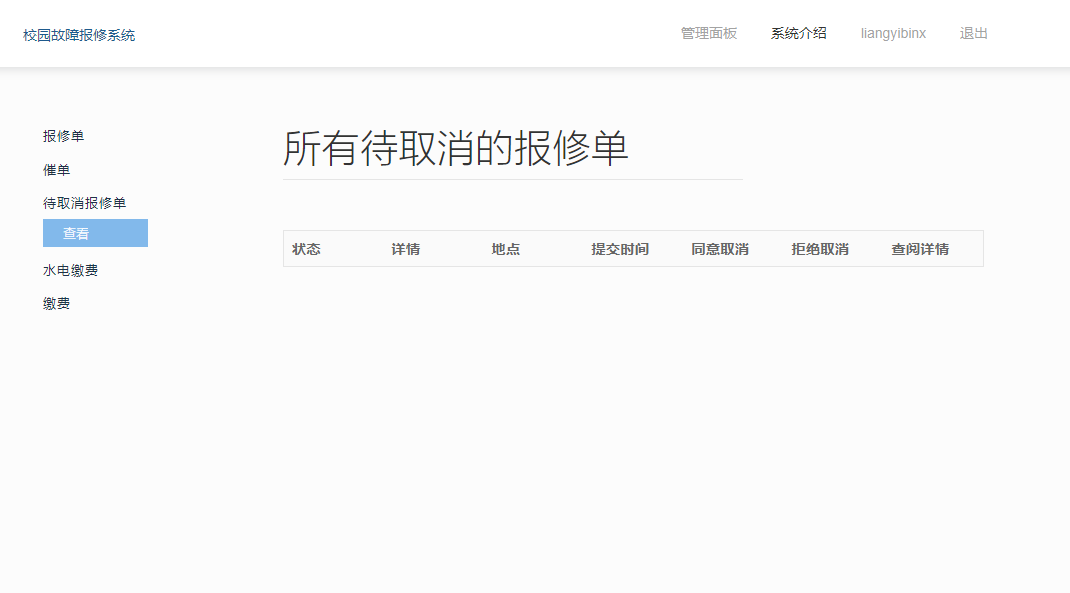 校园故障报修系统
管理面板 系统介绍 liangyibinx 退出
报修单
催单
待取消报修单
查看
水电缴费
缴费
所有待取消的报修单
状态 详情 地点 提交时间 同意取消 拒绝取消 查阅详情